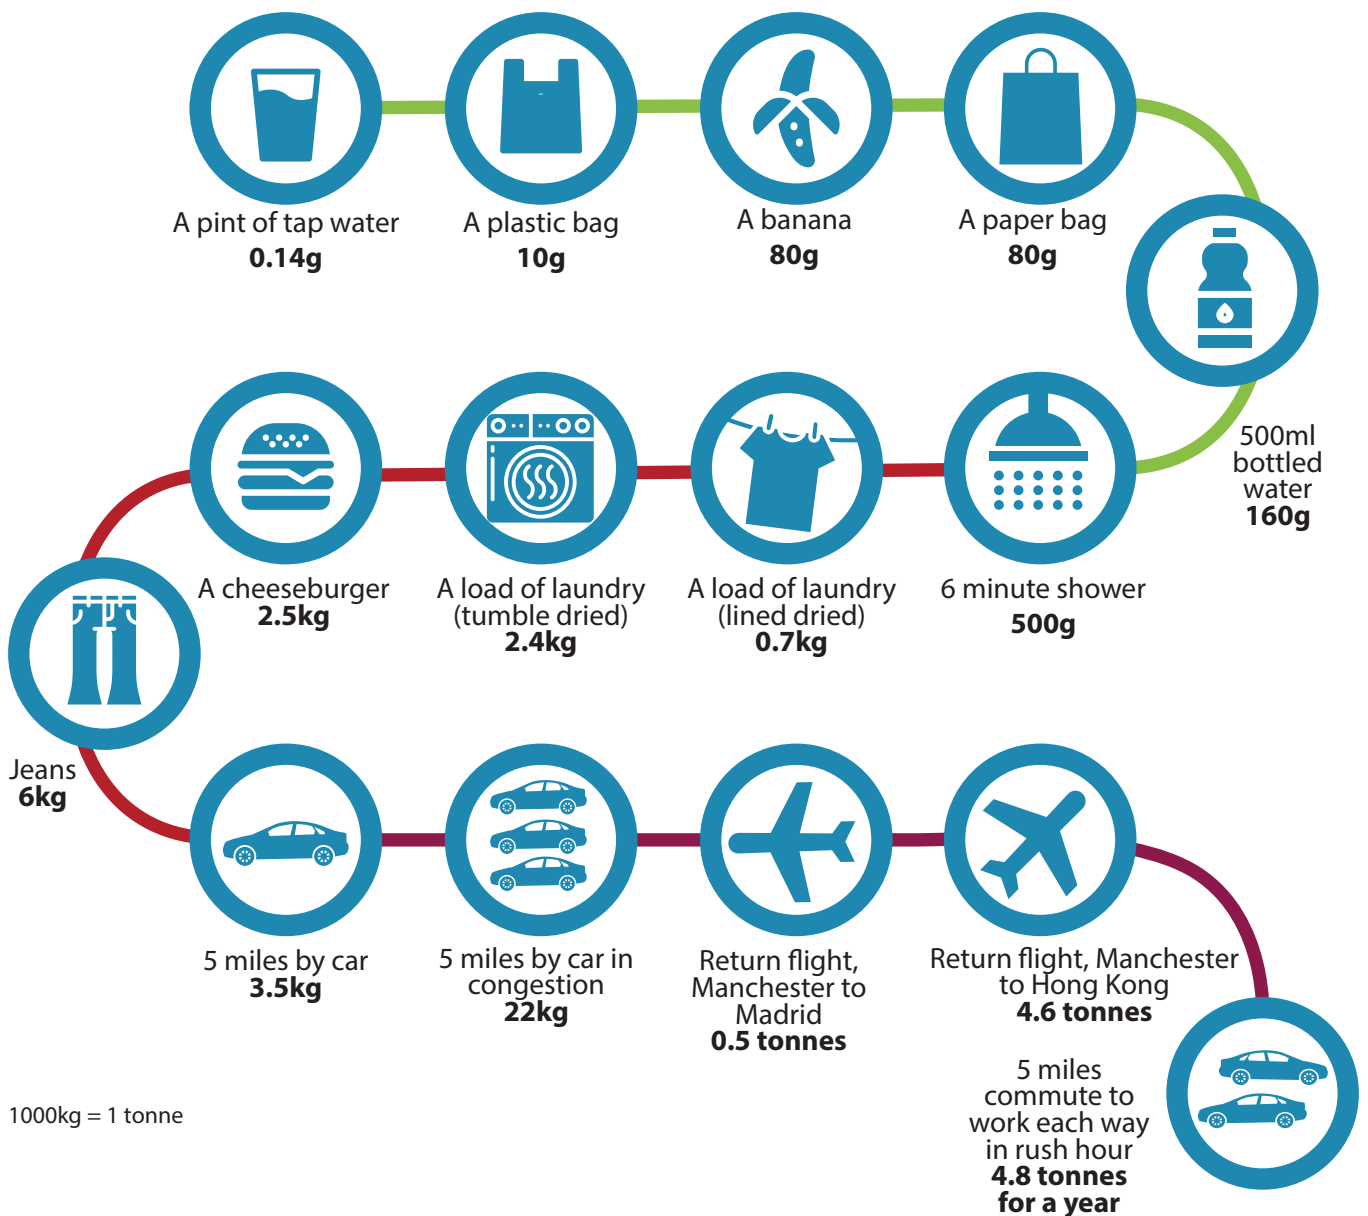 A pint of tap water
0.14g
A plastic bag
10g
A banana
80g
A paper bag
80g
500ml
bottled
water
160g
6 minute shower
500g
A load of laundry
(lined dried)
0.7kg
A load of laundry
(tumble dried)
2.4kg
A cheeseburger
2.5kg
Jeans
6kg
5 miles by car
3.5kg
5 miles by car in
congestion
22kg
Return flight,
Manchester to
Madrid
0.5 tonnes
Return flight, Manchester
to Hong Kong
4.6 tonnes
5 miles
commute to
work each way
in rush hour
4.8 tonnes
for a year
1000kg = 1 tonne